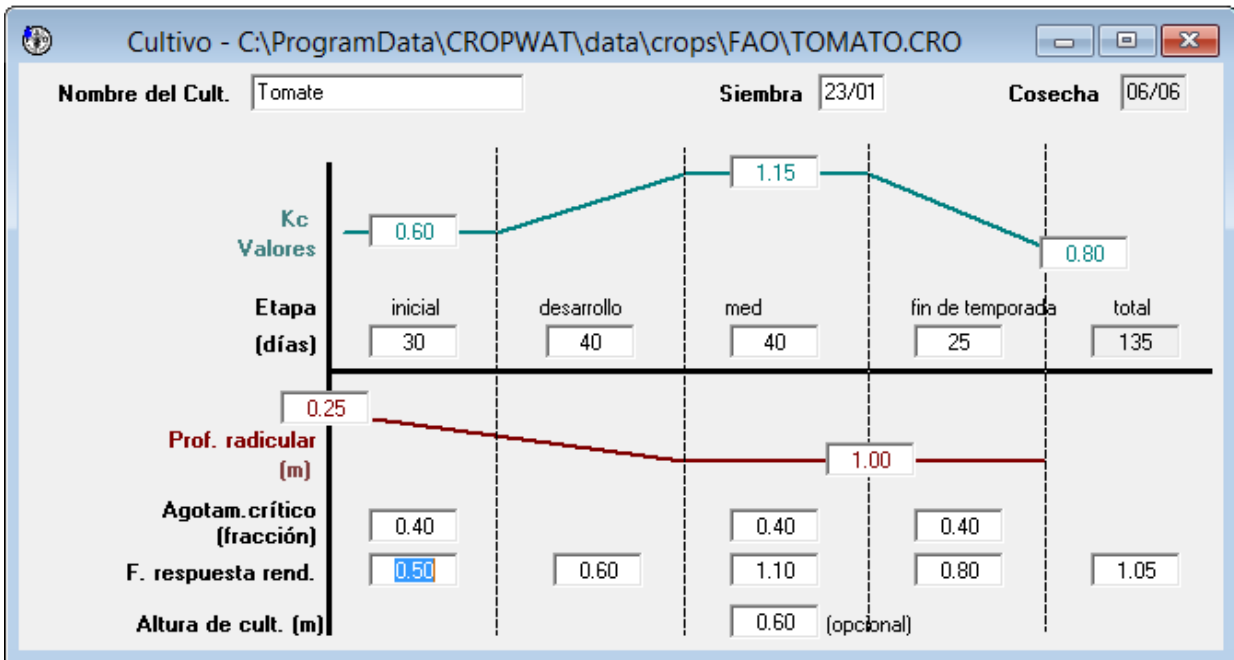 Cultivo - C:\ProgramData\CROPWAT\data\crops\FAO\TOMATO.CRO
Nombre del Cult. Tomate Siembra 23/01 Cosecha 06/06
1.15
Kc 0.60
Valores 0.80
Etapa inicial desarrollo med fin de temporada total
(días) 30 40 40 25 135
0.25
Prof. radicular 1.00
(m)
Agotam.crítico
(fracción) 0.40 0.40 0.40
F. respuesta rend. 0.50 0.60 1.10 0.80 1.05
Altura de cult. (m) 0.60 (opcional)